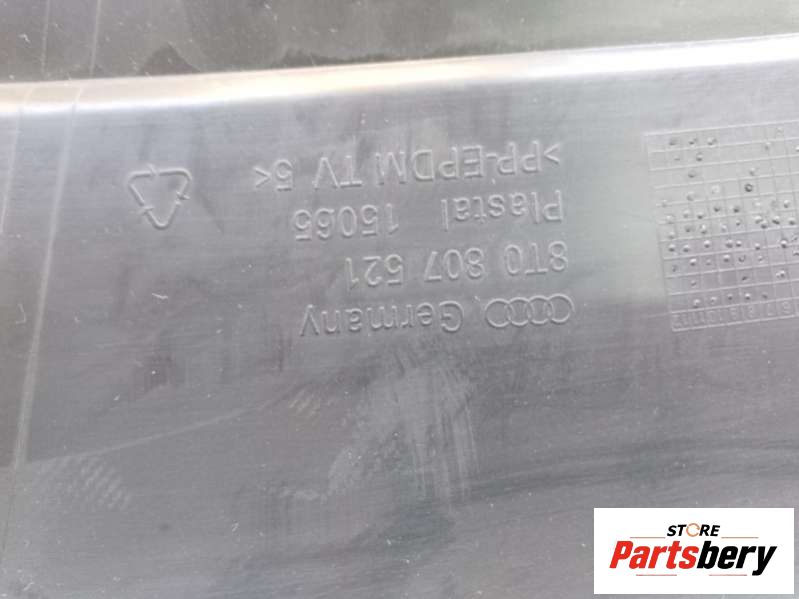 Germany
8T0 807 521
Plastal 15065
>PP-EPDM TV 5<
STORE
Partsbery